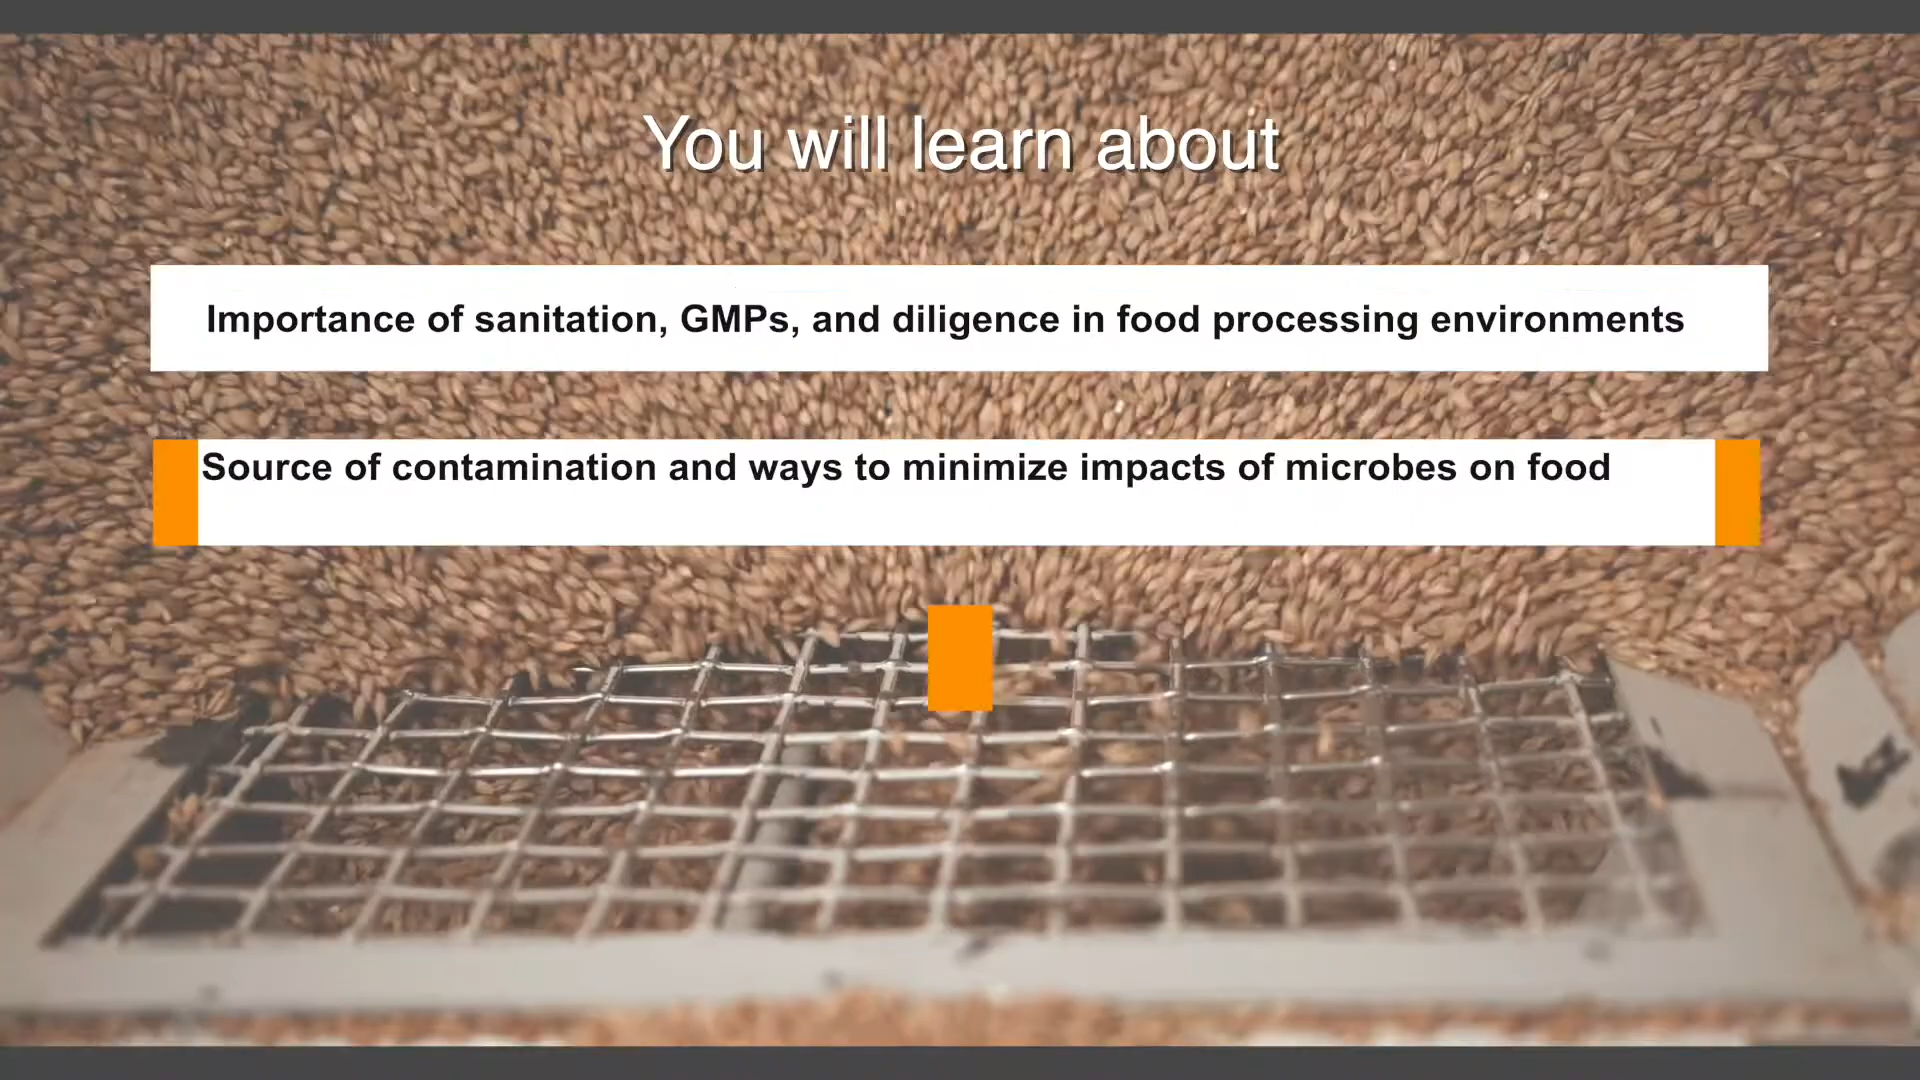 You will learn about
Importance of sanitation, GMPs, and diligence in food processing environments
Source of contamination and ways to minimize impacts of microbes on food